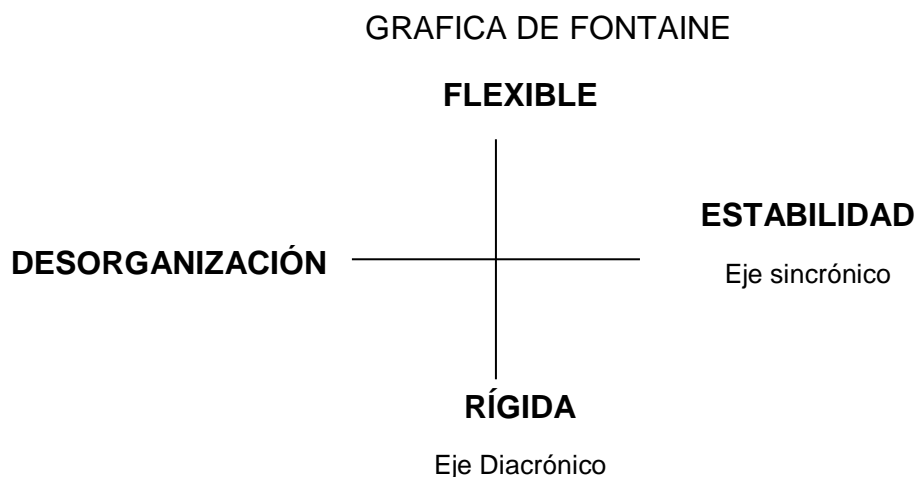 GRAFICA DE FONTAINE
FLEXIBLE
ESTABILIDAD
DESORGANIZACIÓN
Eje sincrónico
RÍGIDA
Eje Diacrónico